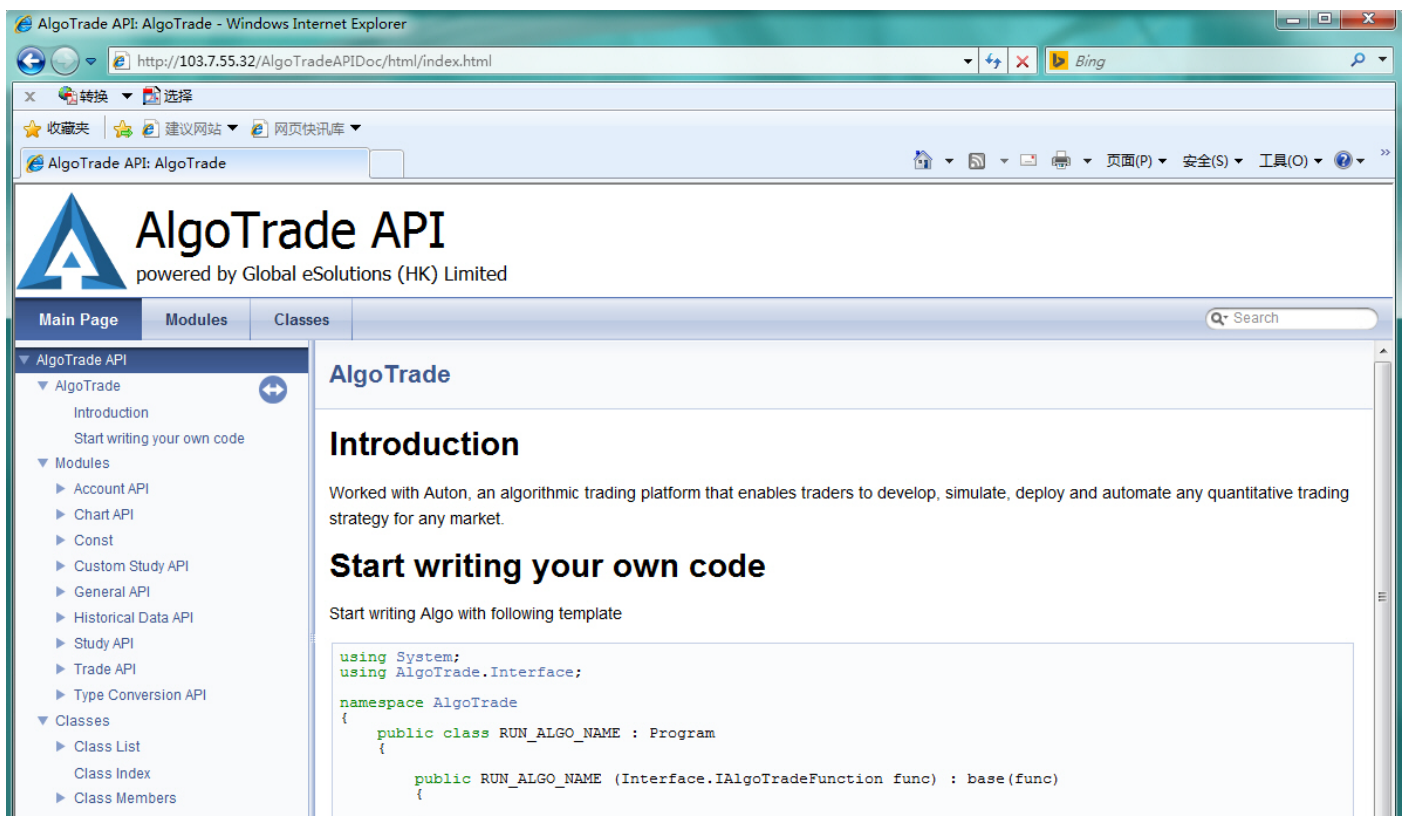 AlgoTrade API: AlgoTrade - Windows Internet Explorer
http://103.7.55.32/AlgoTradeAPIDoc/html/index.html
Bing
x 转换 选择
收藏夹 建议网站 网页快讯库
AlgoTrade API: AlgoTrade
页面(P) 安全(S) 工具(O)
AlgoTrade API
powered by Global eSolutions (HK) Limited
Main Page Modules Classes
Search
AlgoTrade API
AlgoTrade
Introduction
Start writing your own code
Modules
Account API
Chart API
Const
Custom Study API
General API
Historical Data API
Study API
Trade API
Type Conversion API
Classes
Class List
Class Index
Class Members
AlgoTrade
Introduction
Worked with Auton, an algorithmic trading platform that enables traders to develop, simulate, deploy and automate any quantitative trading
strategy for any market.
Start writing your own code
Start writing Algo with following template
using System;
using AlgoTrade.Interface;
namespace AlgoTrade
{
public class RUN_ALGO_NAME : Program
{
public RUN_ALGO_NAME (Interface.IAlgoTradeFunction func) : base(func)
{